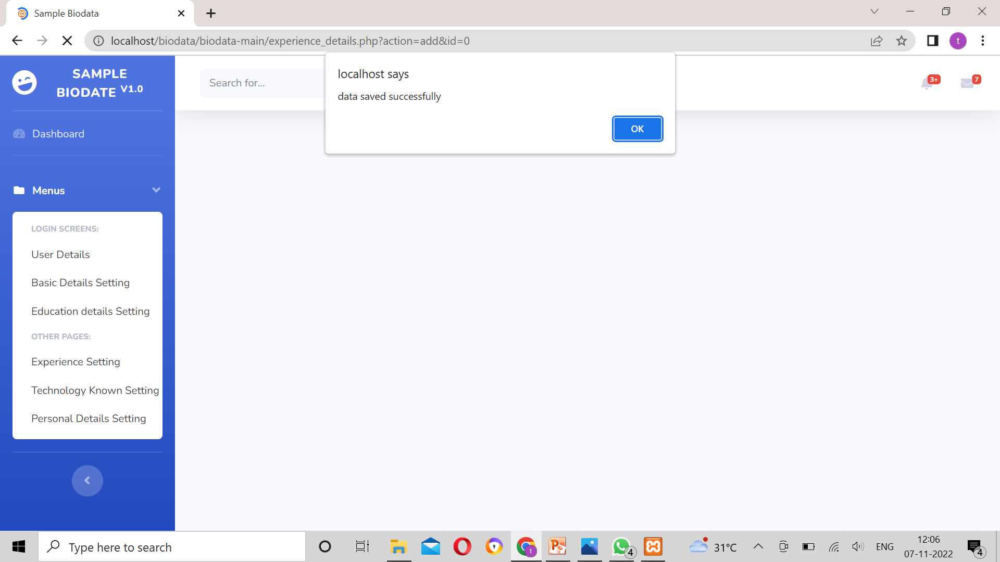 Sample Biodata
localhost/biodata/biodata-main/experience_details.php?action=add&id=0
t
SAMPLE
BIODATE V1.0
Search for...
localhost says
data saved successfully
OK
3+
7
Dashboard
Menus
LOGIN SCREENS:
User Details
Basic Details Setting
Education details Setting
OTHER PAGES:
Experience Setting
Technology Known Setting
Personal Details Setting
Type here to search
t
P
4
31°C
ENG
12:06
07-11-2022
4